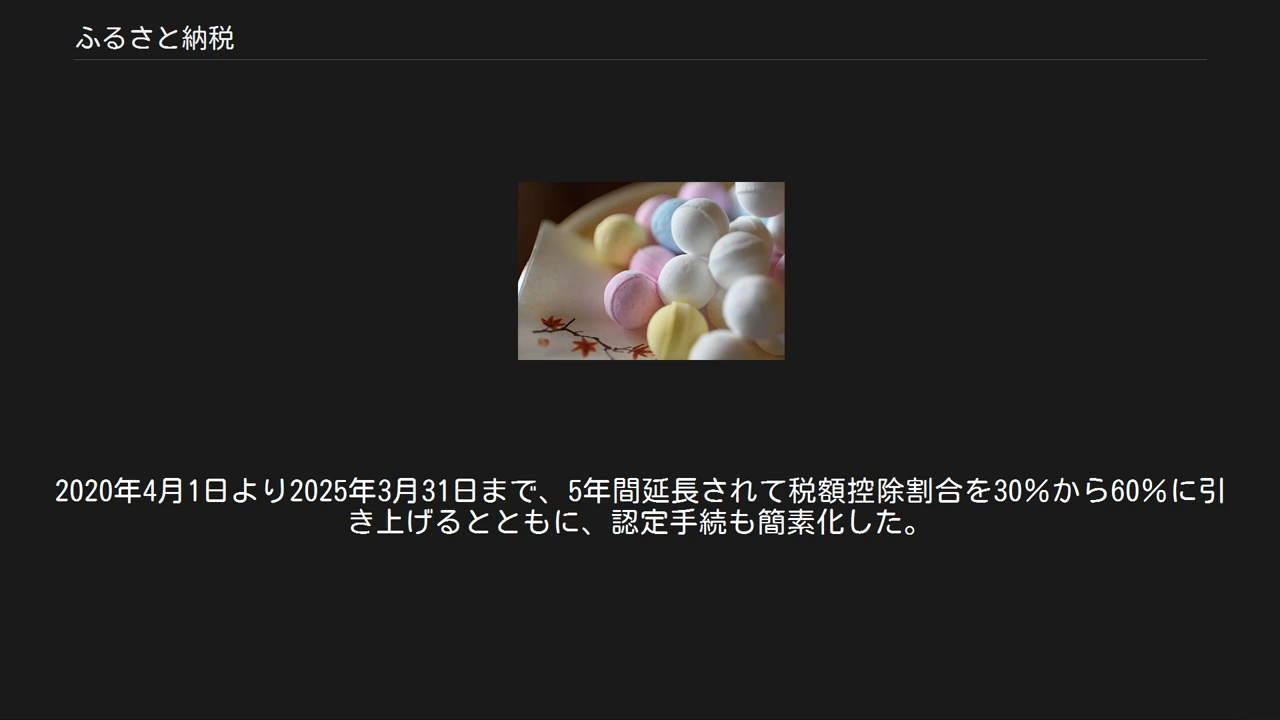 ふるさと納税
2020年4月1日より2025年3月31日まで、5年間延長されて税額控除割合を30％から60％に引
き上げるとともに、認定手続も簡素化した。